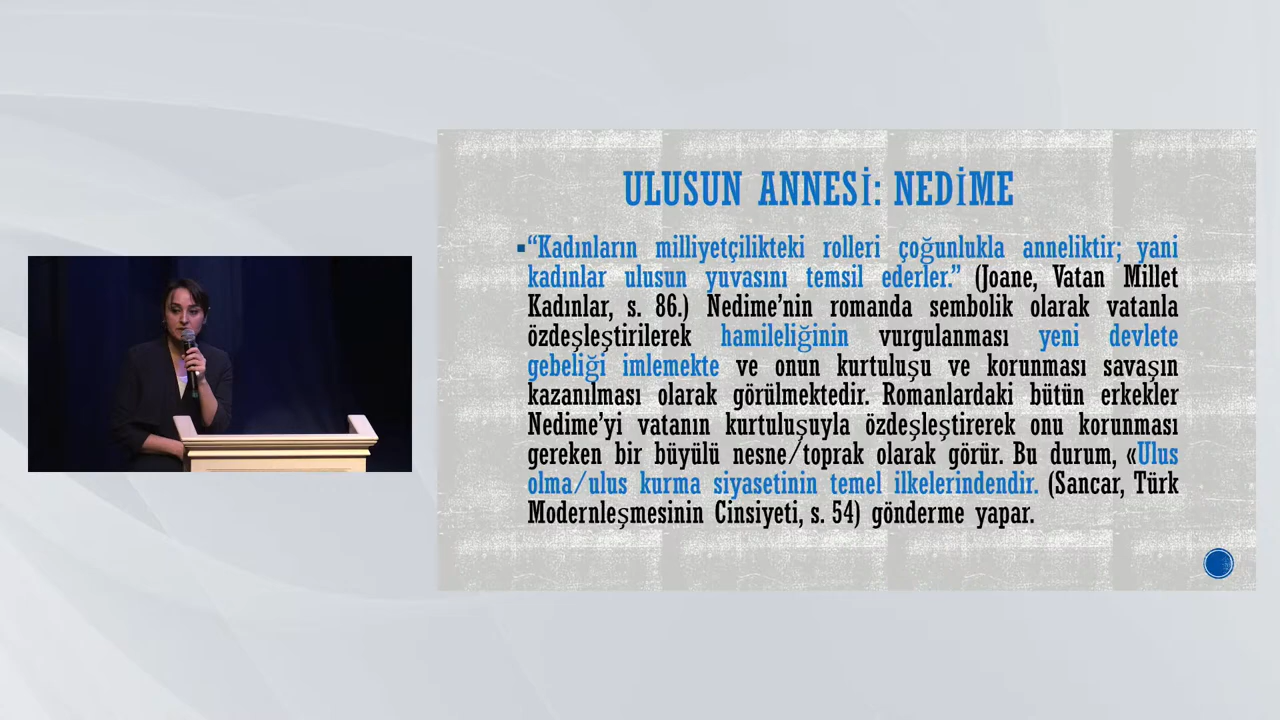 ULUSUN ANNESİ: NEDİME
▪“Kadınların milliyetçilikteki rolleri çoğunlukla anneliktir; yani
kadınlar ulusun yuvasını temsil ederler.” (Joane, Vatan Millet
Kadınlar, s. 86.) Nedime’nin romanda sembolik olarak vatanla
özdeşleştirilerek hamileliğinin vurgulanması yeni devlete
gebeliği imlemekte ve onun kurtuluşu ve korunması savaşın
kazanılması olarak görülmektedir. Romanlardaki bütün erkekler
Nedime’yi vatanın kurtuluşuyla özdeşleştirerek onu korunması
gereken bir büyülü nesne/toprak olarak görür. Bu durum, «Ulus
olma/ulus kurma siyasetinin temel ilkelerindendir. (Sancar, Türk
Modernleşmesinin Cinsiyeti, s. 54) gönderme yapar.